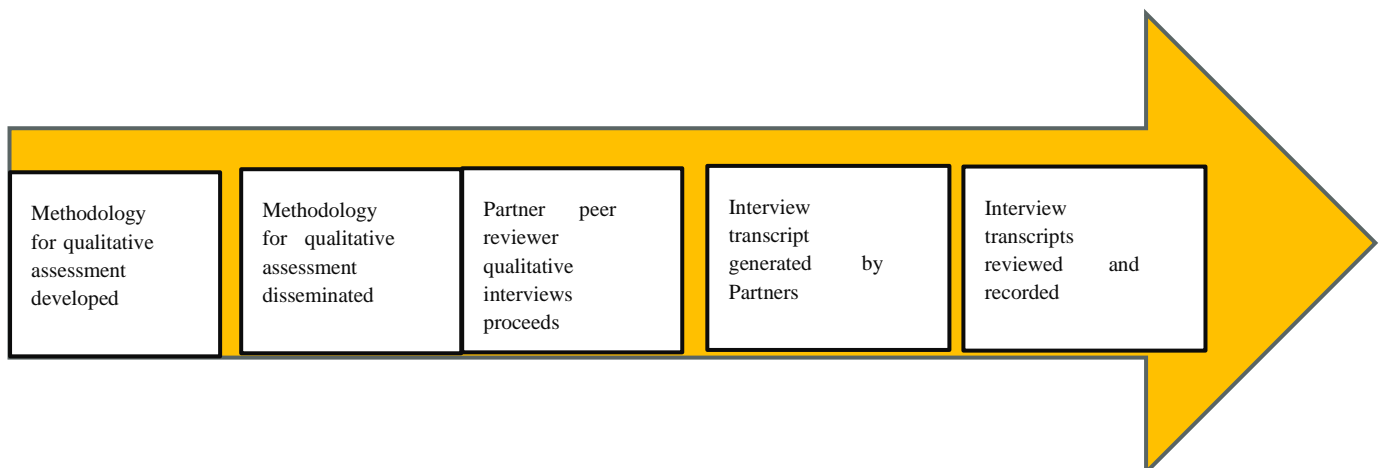 Methodology
for qualitative
assessment
developed
Methodology
for qualitative
assessment
disseminated
Partner peer
reviewer
qualitative
interviews
proceeds
Interview
transcript
generated by
Partners
Interview
transcripts
reviewed and
recorded